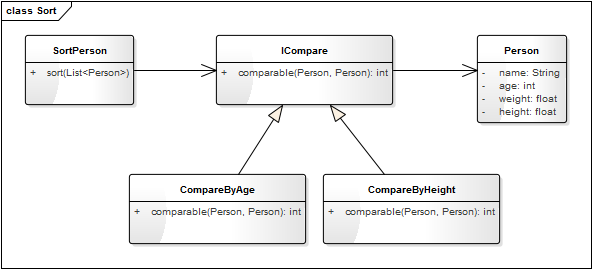 class Sort
SortPerson
+ sort(List<Person>)
ICompare
+ comparable(Person, Person): int
Person
- name: String
- age: int
- weight: float
- height: float
CompareByAge
+ comparable(Person, Person): int
CompareByHeight
+ comparable(Person, Person): int